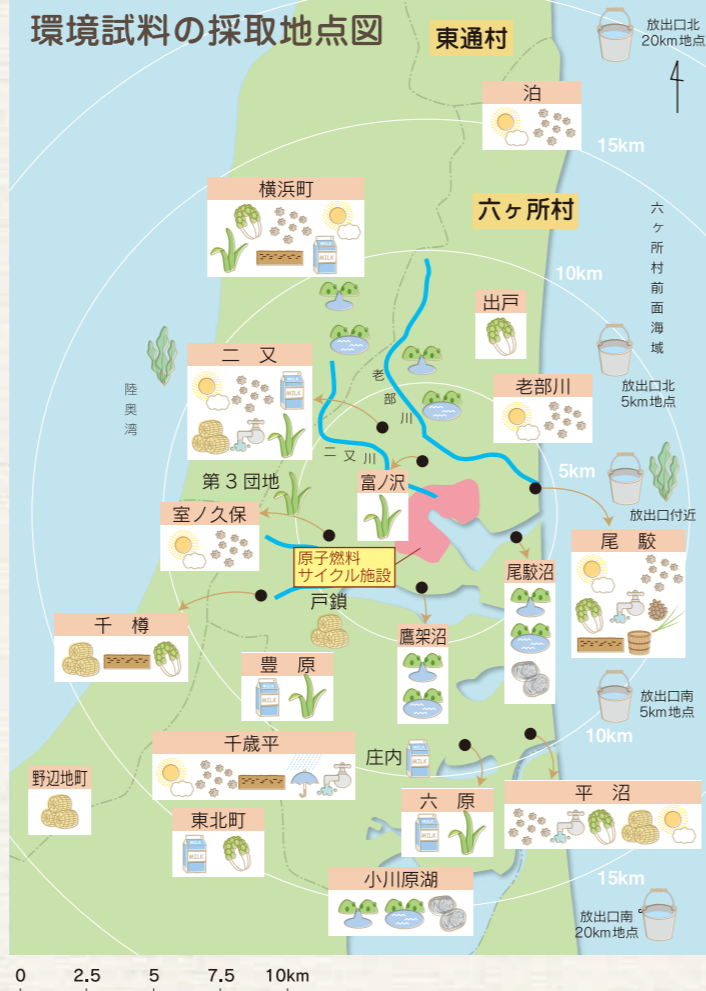 環境試料の採取地点図
東通村
放出口北
20km地点
泊
15km
横浜町
MILK
六ヶ所村
六ヶ所村前面海域
10km
出戸
二又
MILK
老部川
放出口北
5km地点
陸奥湾
老部川
二又川
5km
第3団地
富ノ沢
放出口付近
室ノ久保
尾駮
原子燃料
サイクル施設
尾駮沼
戸鎖
千樽
鷹架沼
豊原
MILK
放出口南
5km地点
10km
千歳平
庄内
MILK
野辺地町
東北町
MILK
六原
MILK
平沼
小川原湖
15km
放出口南
20km地点
0 2.5 5 7.5 10km